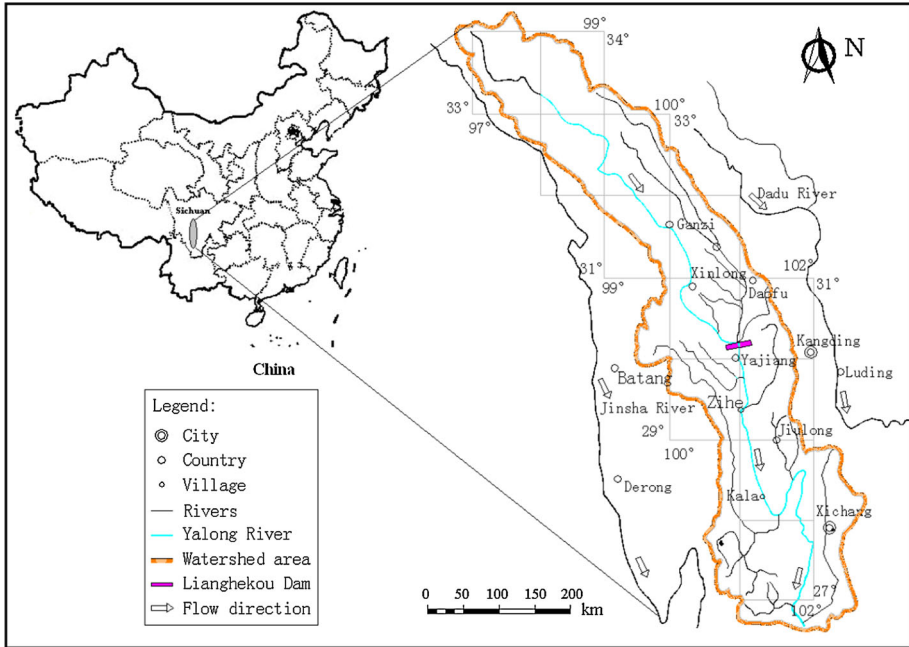 Sichuan
China
Legend:
City
Country
Village
Rivers
Yalong River
Watershed area
Lianghekou Dam
Flow direction
0 50 100 150 200
km
N
99°
34°
33°
97°
100°
33°
Dadu River
Ganzi
31°
99°
Xinlong
102°
31°
Daofu
Kangding
Yajiang
Luding
Batang
Jinsha River
Zihe
29°
100°
Jiulong
Derong
Kala
Xichang
27°
102°